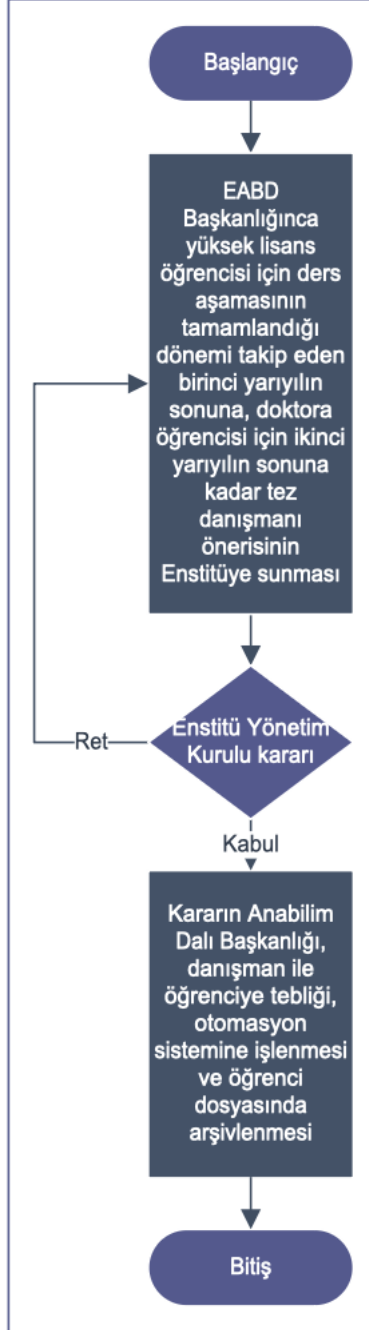 Başlangıç
EABD
Başkanlığınca
yüksek lisans
öğrencisi için ders
aşamasının
tamamlandığı
dönemi takip eden
birinci yarıyılın
sonuna, doktora
öğrencisi için ikinci
yarıyılın sonuna
kadar tez
danışmanı
önerisinin
Enstitüye sunması
Enstitü Yönetim
Kurulu kararı
Ret
Kabul
Kararın Anabilim
Dalı Başkanlığı,
danışman ile
öğrenciye tebliği,
otomasyon
sistemine işlenmesi
ve öğrenci
dosyasında
arşivlenmesi
Bitiş